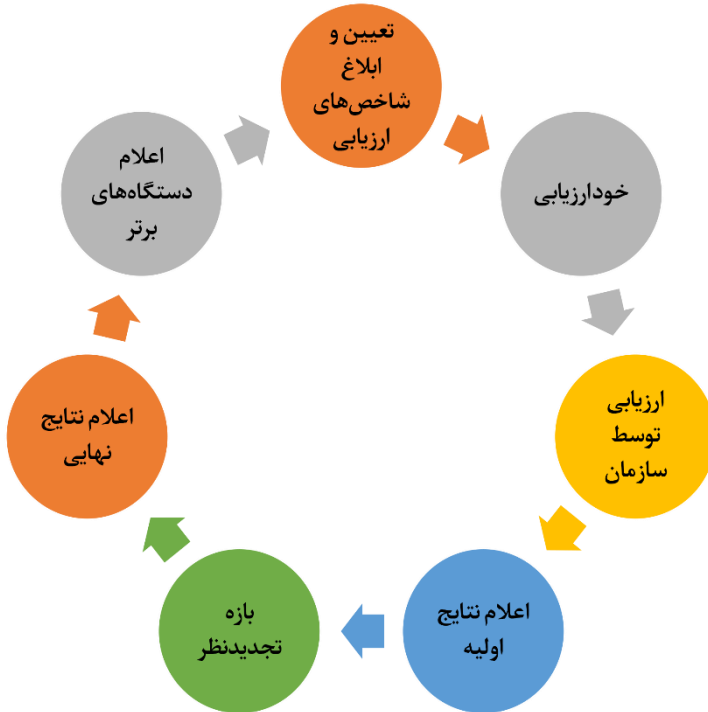 تعیین و
ابلاغ
شاخص‌های
ارزیابی
خودارزیابی
ارزیابی
توسط
سازمان
اعلام نتایج
اولیه
بازه
تجدیدنظر
اعلام نتایج
نهایی
اعلام
دستگاه‌های
برتر